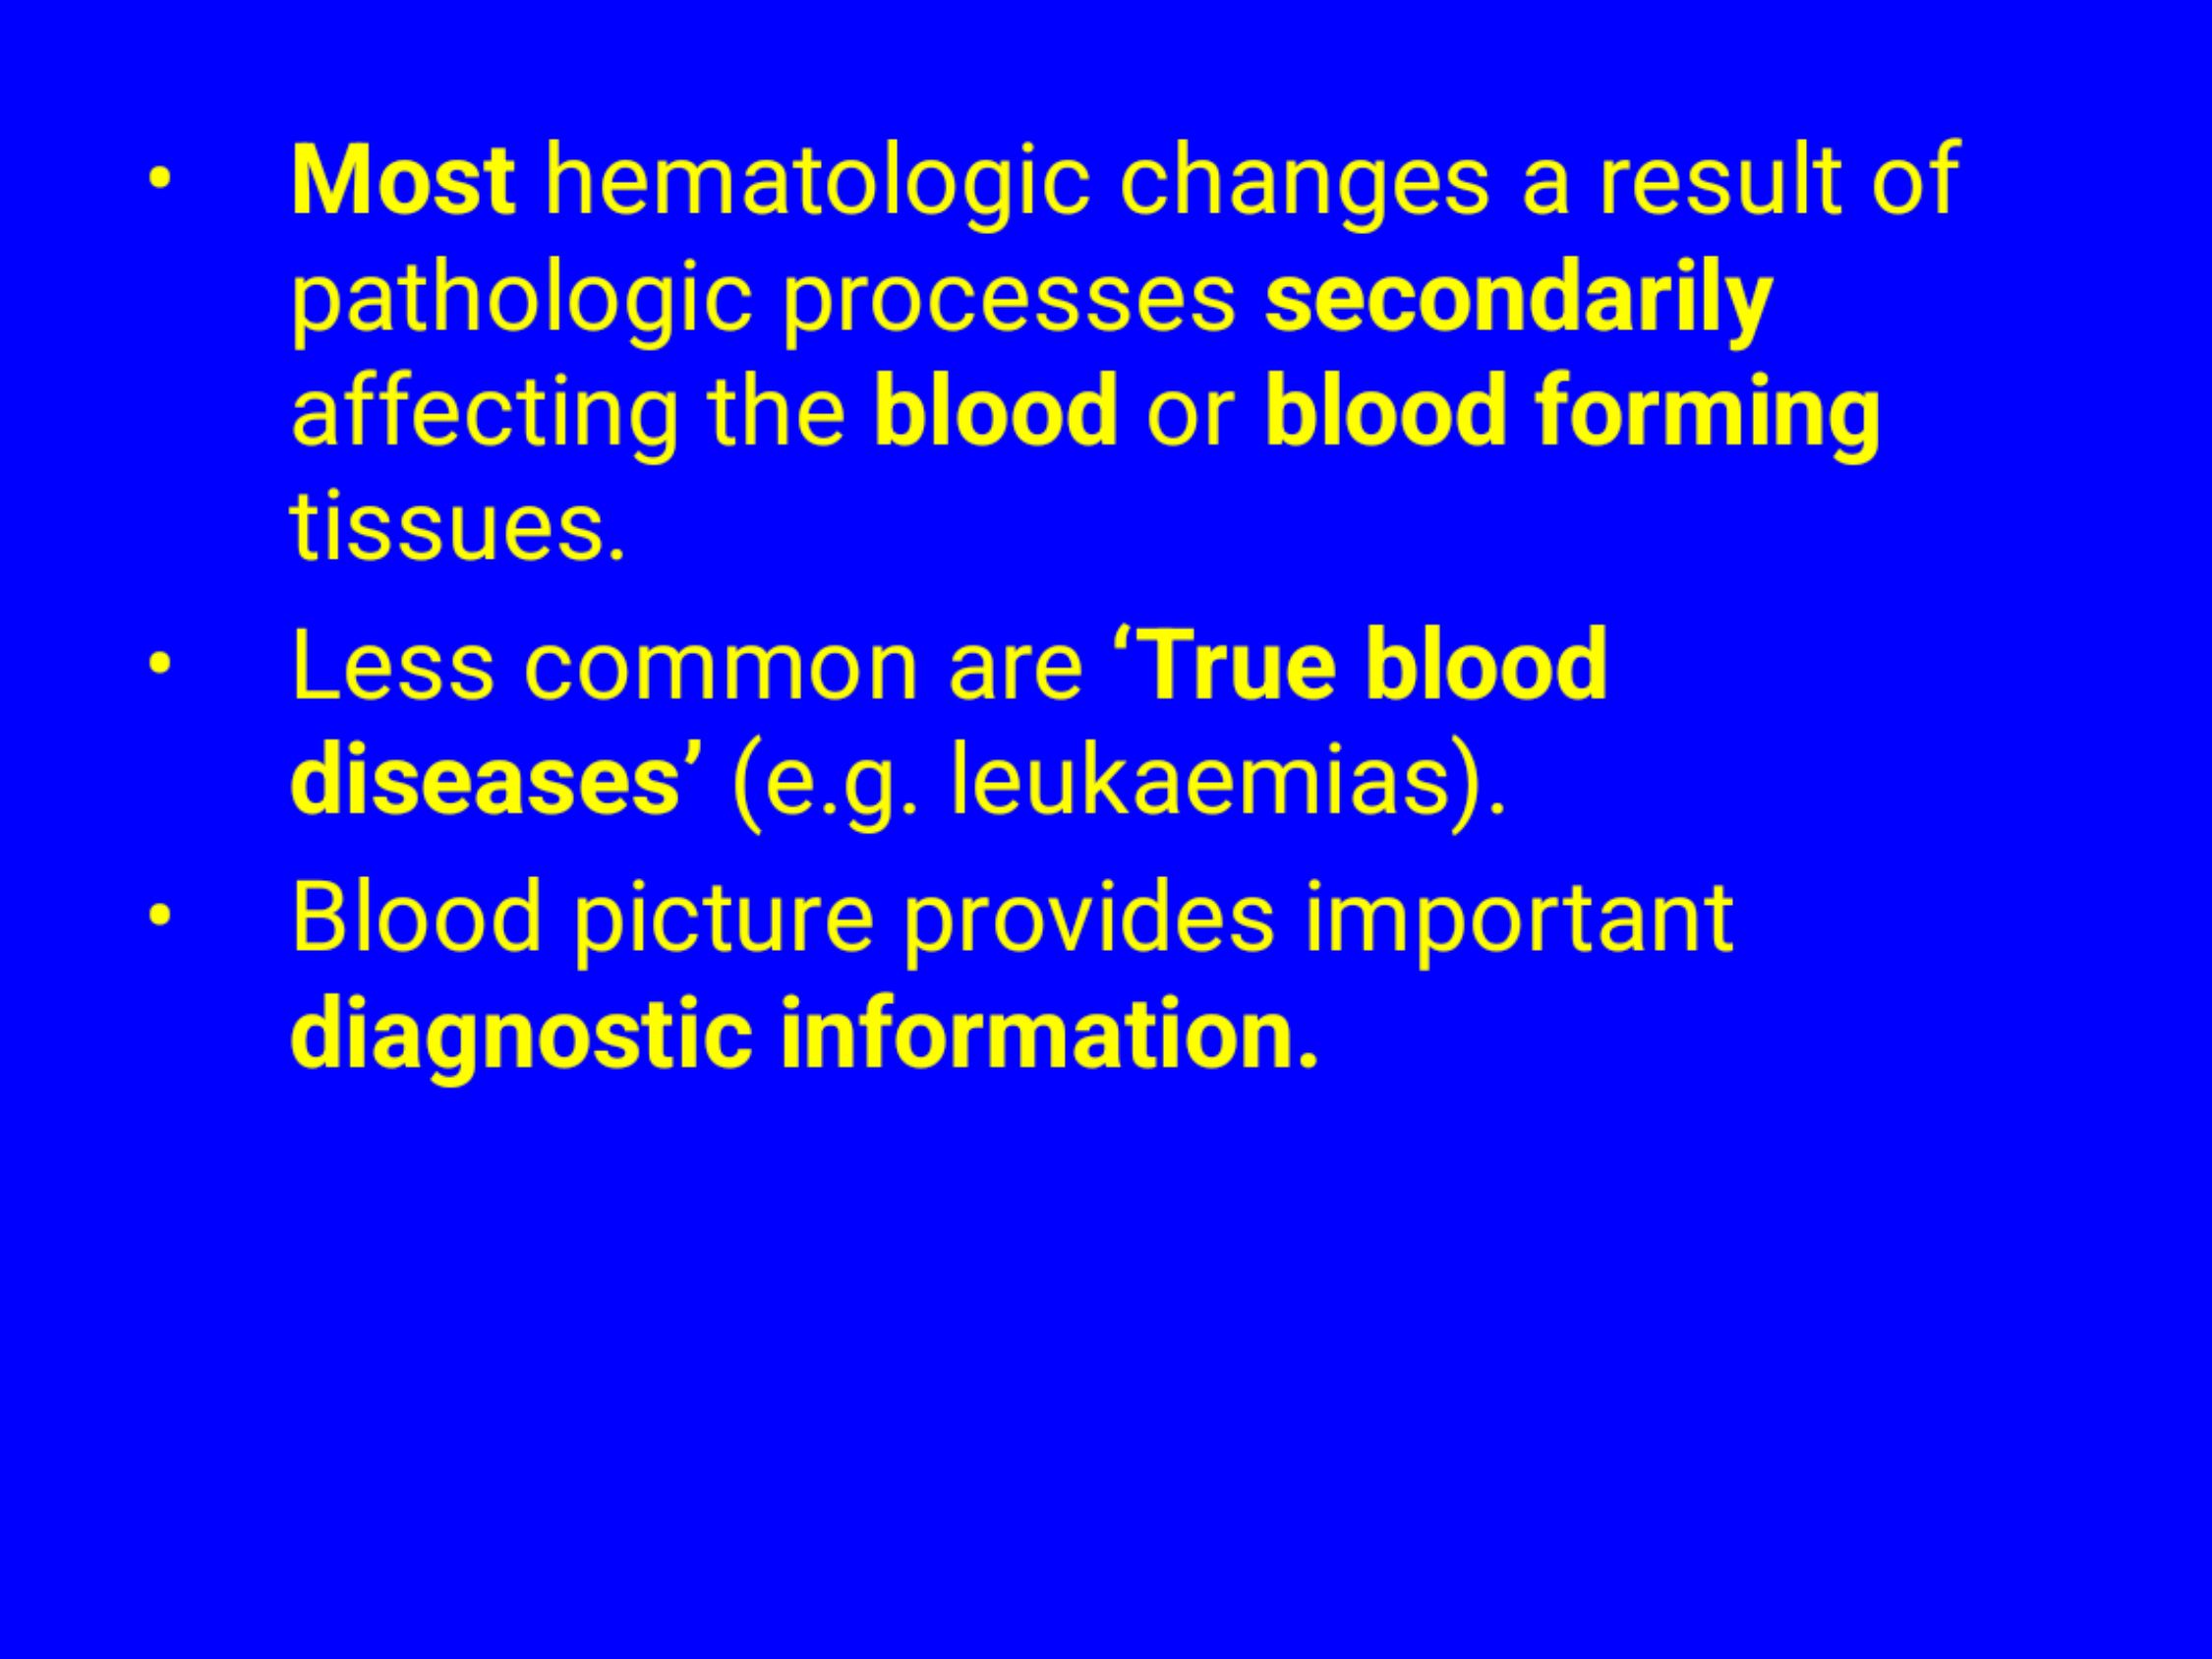 • Most hematologic changes a result of
pathologic processes secondarily
affecting the blood or blood forming
tissues.
• Less common are ‘True blood
diseases’ (e.g. leukaemias).
• Blood picture provides important
diagnostic information.